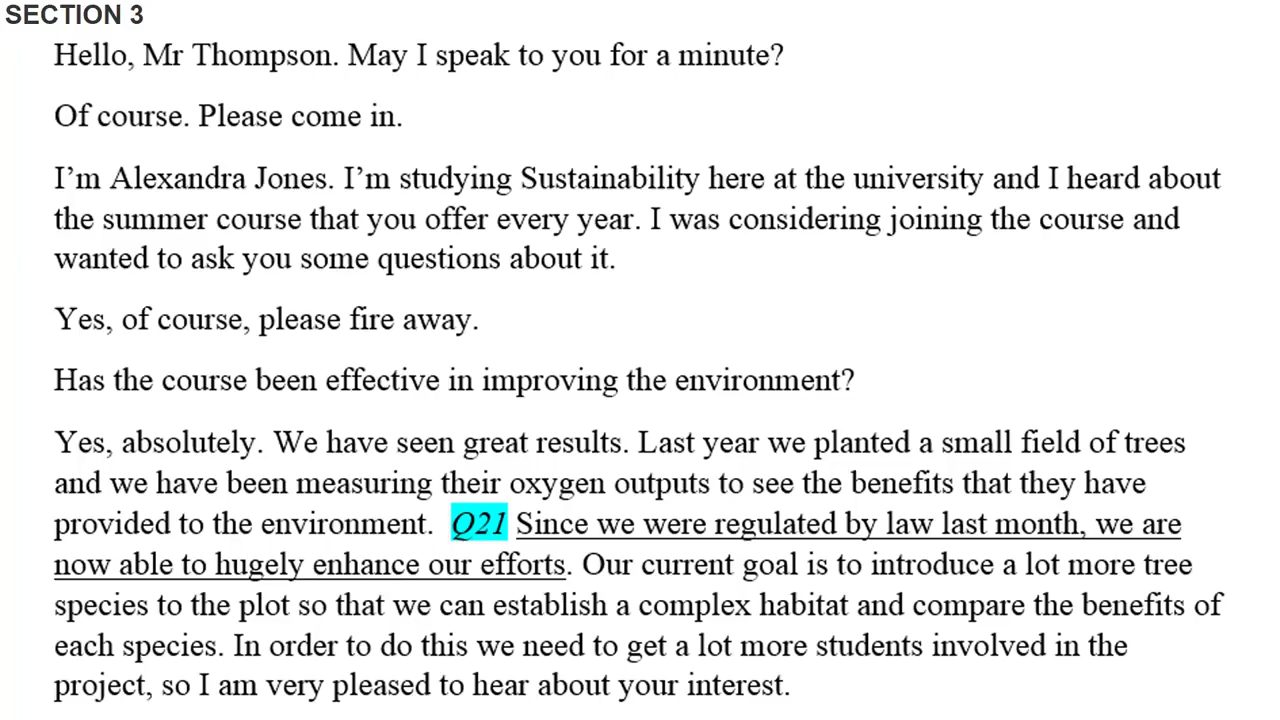 SECTION 3
Hello, Mr Thompson. May I speak to you for a minute?
Of course. Please come in.
I'm Alexandra Jones. I'm studying Sustainability here at the university and I heard about
the summer course that you offer every year. I was considering joining the course and
wanted to ask you some questions about it.
Yes, of course, please fire away.
Has the course been effective in improving the environment?
Yes, absolutely. We have seen great results. Last year we planted a small field of trees
and we have been measuring their oxygen outputs to see the benefits that they have
provided to the environment. Q21 Since we were regulated by law last month, we are
now able to hugely enhance our efforts. Our current goal is to introduce a lot more tree
species to the plot so that we can establish a complex habitat and compare the benefits of
each species. In order to do this we need to get a lot more students involved in the
project, so I am very pleased to hear about your interest.